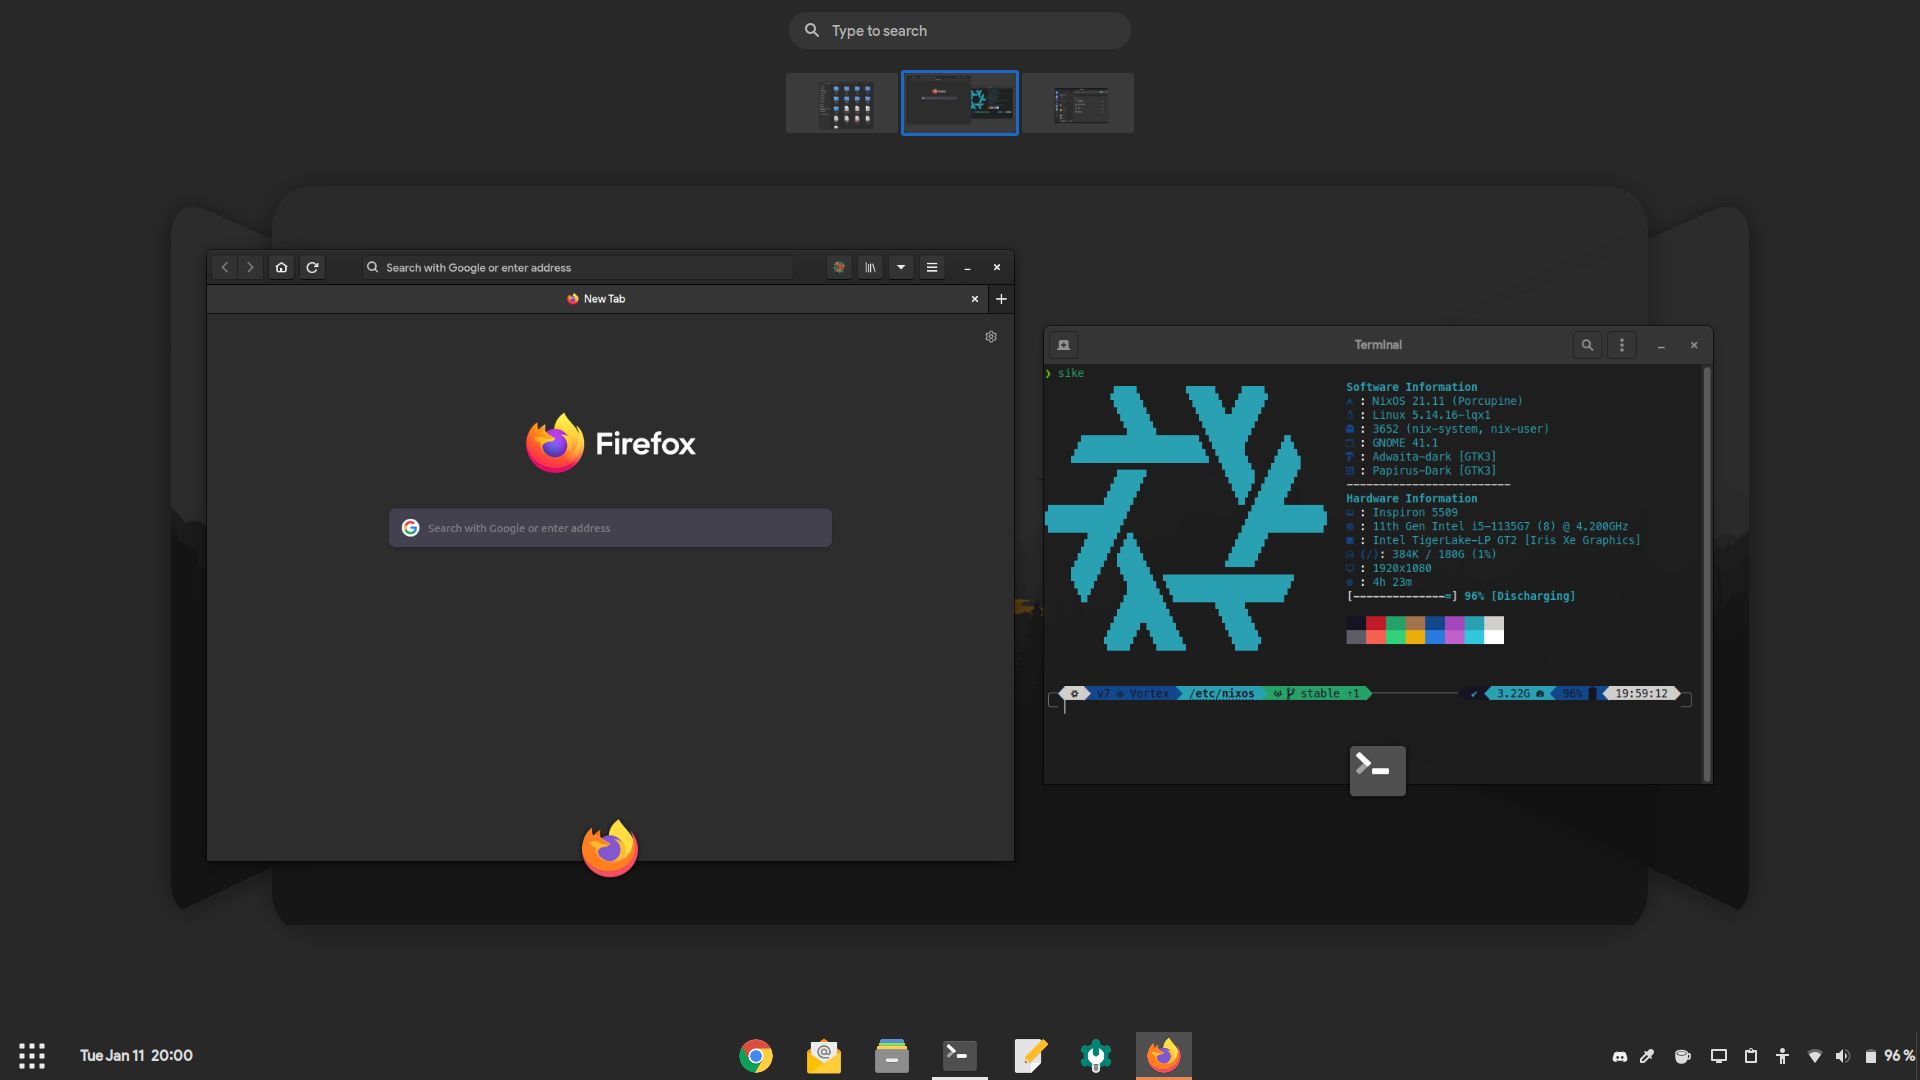 Type to search
Search with Google or enter address
New Tab
Firefox
Search with Google or enter address
Terminal
❯ sike
Software Information
: NixOS 21.11 (Porcupine)
: Linux 5.14.16-lqx1
: 3652 (nix-system, nix-user)
: GNOME 41.1
: Adwaita-dark [GTK3]
: Papirus-Dark [GTK3]
-------------------------
Hardware Information
: Inspiron 5509
: 11th Gen Intel i5-1135G7 (8) @ 4.200GHz
: Intel TigerLake-LP GT2 [Iris Xe Graphics]
(/): 384K / 180G (1%)
: 1920x1080
: 4h 23m
[--------------=] 96% [Discharging]
v7 Vortex /etc/nixos stable ⇡1 ✔ 3.22G 96% 19:59:12
Tue Jan 11 20:00
96 %